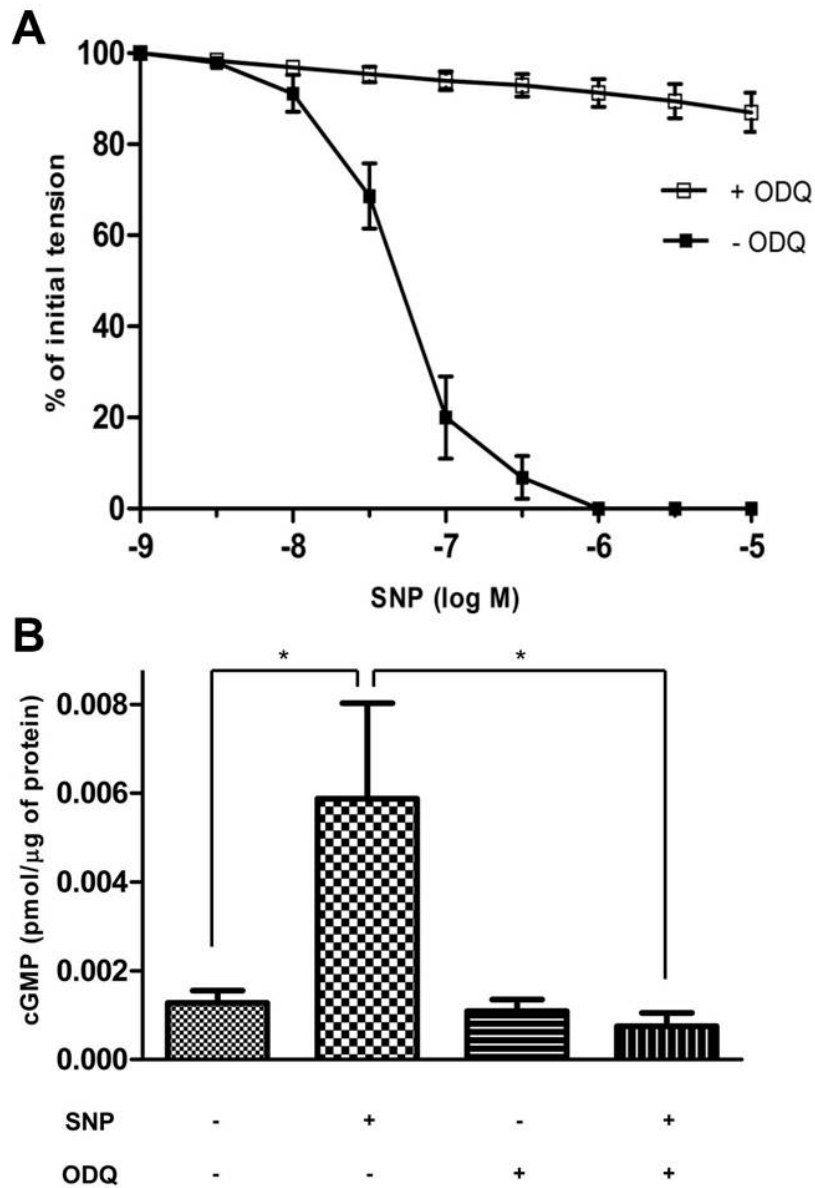 A
100
80
60
40
20
0
% of initial tension
+ ODQ
- ODQ
-9 -8 -7 -6 -5
SNP (log M)
B
* *
0.008
0.006
0.004
0.002
0.000
cGMP (pmol/μg of protein)
SNP - + - +
ODQ - - + +